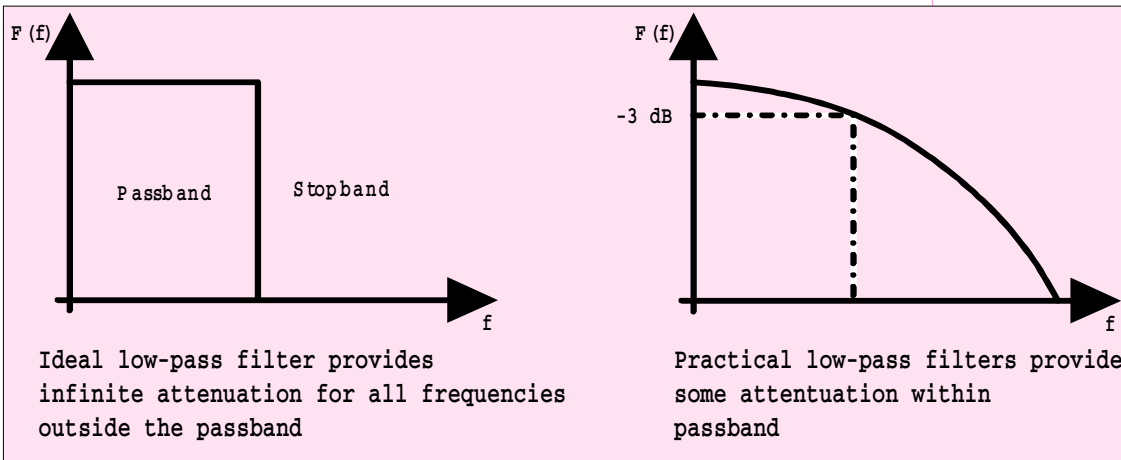 F (f)
Passband
Stopband
f
Ideal low-pass filter provides
infinite attenuation for all frequencies
outside the passband
F (f)
-3 dB
f
Practical low-pass filters provide
some attentuation within
passband